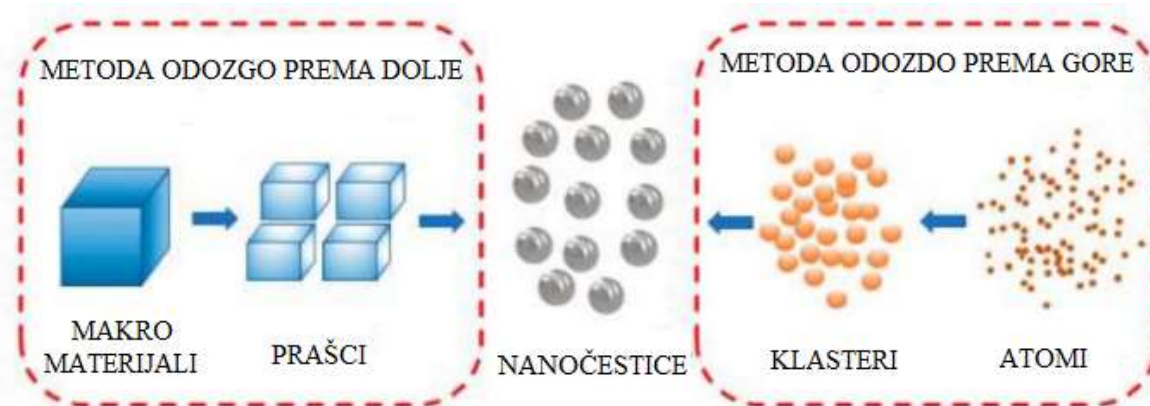 METODA ODOZGO PREMA DOLJE
METODA ODOZDO PREMA GORE
MAKRO
MATERIJALI
PRAŠCI
NANOČESTICE
KLASTERI
ATOMI